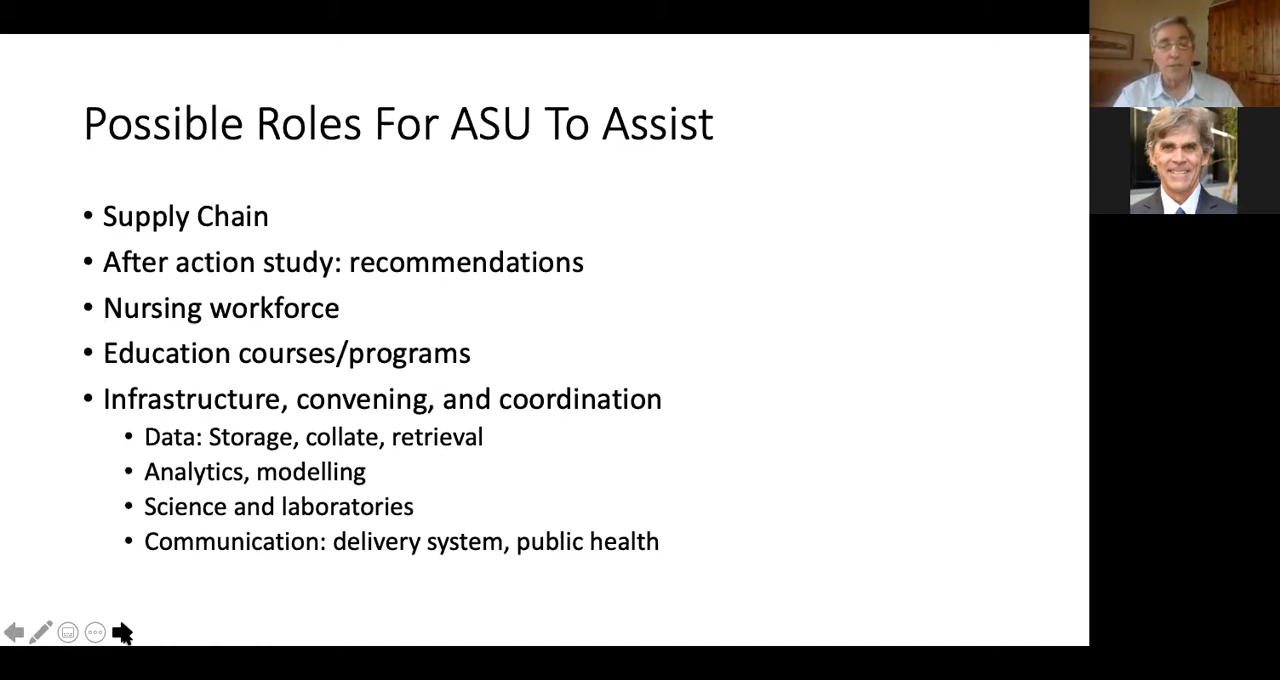 Possible Roles For ASU To Assist
• Supply Chain
• After action study: recommendations
• Nursing workforce
• Education courses/programs
• Infrastructure, convening, and coordination
• Data: Storage, collate, retrieval
• Analytics, modelling
• Science and laboratories
• Communication: delivery system, public health